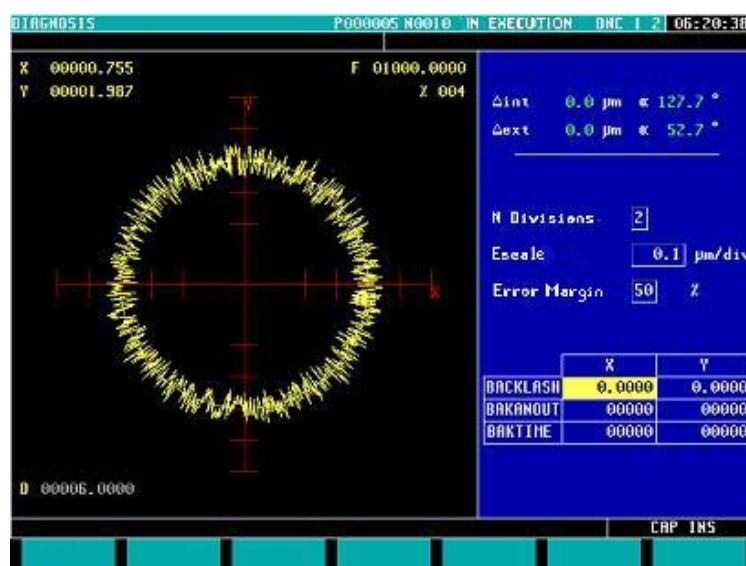 DIAGNOSIS P000005 N0010 IN EXECUTION DNC 1 2 06:20:38
X 00000.755 F 01000.0000
Y 00001.987 % 004
Y
Δint 0.0 µm ∝ 127.7 °
Δext 0.0 µm ∝ 52.7 °
N Divisions 2
Escale 0.1 µm/div
Error Margin 50 %
X
X Y
BACKLASH 0.0000 0.0000
BAKANOUT 00000 00000
BAKTIME 00000 00000
D 00006.0000
CAP INS